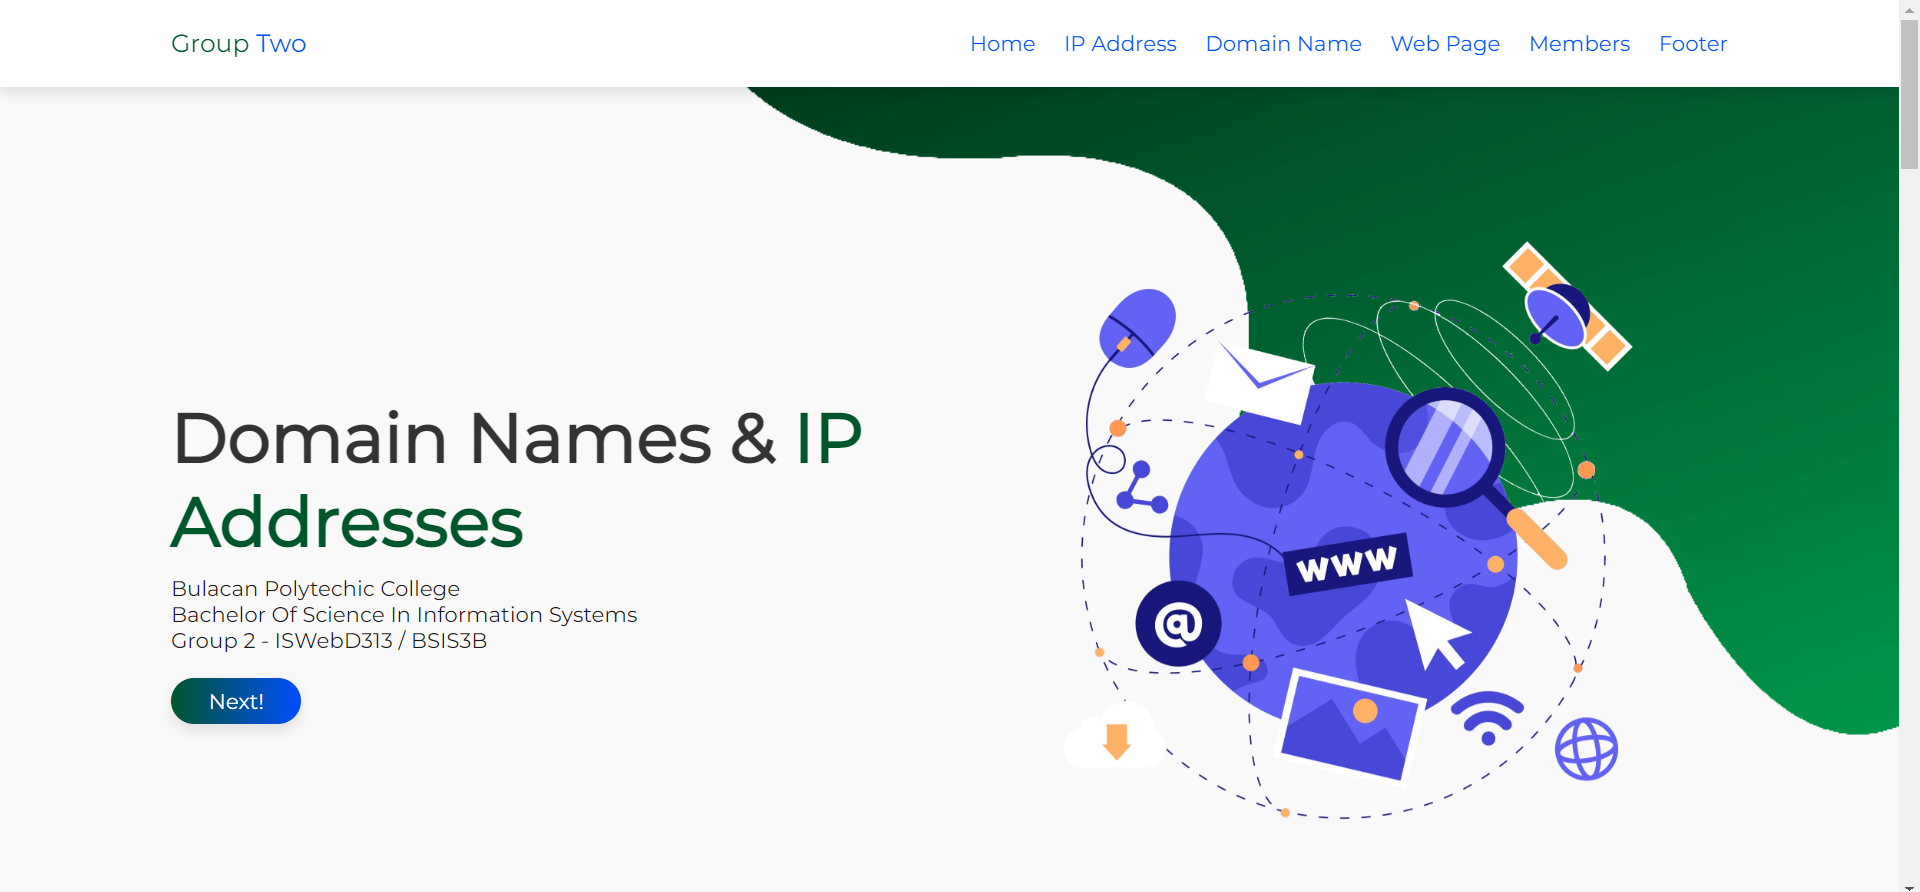 Group Two
Home IP Address Domain Name Web Page Members Footer
Domain Names & IP
Addresses
Bulacan Polytechic College
Bachelor Of Science In Information Systems
Group 2 - ISWebD313 / BSIS3B
Next!
www
@